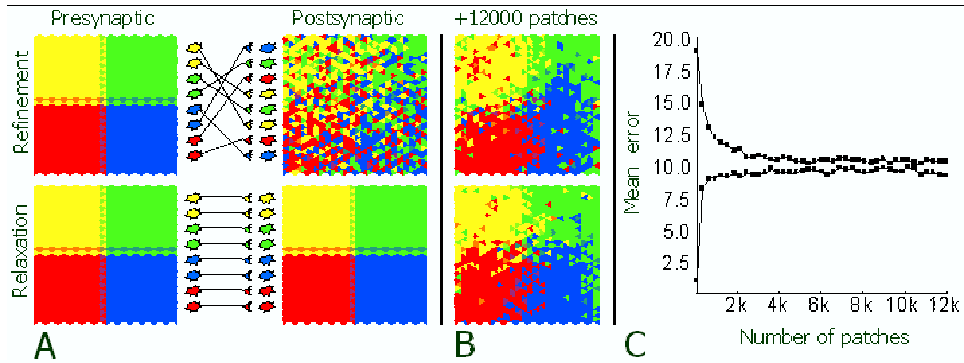 Presynaptic
Postsynaptic
+12000 patches
Refinement
Relaxation
A
B
C
Mean error
20.0
17.5
15.0
12.5
10.0
7.5
5.0
2.5
2k 4k 6k 8k 10k 12k
Number of patches